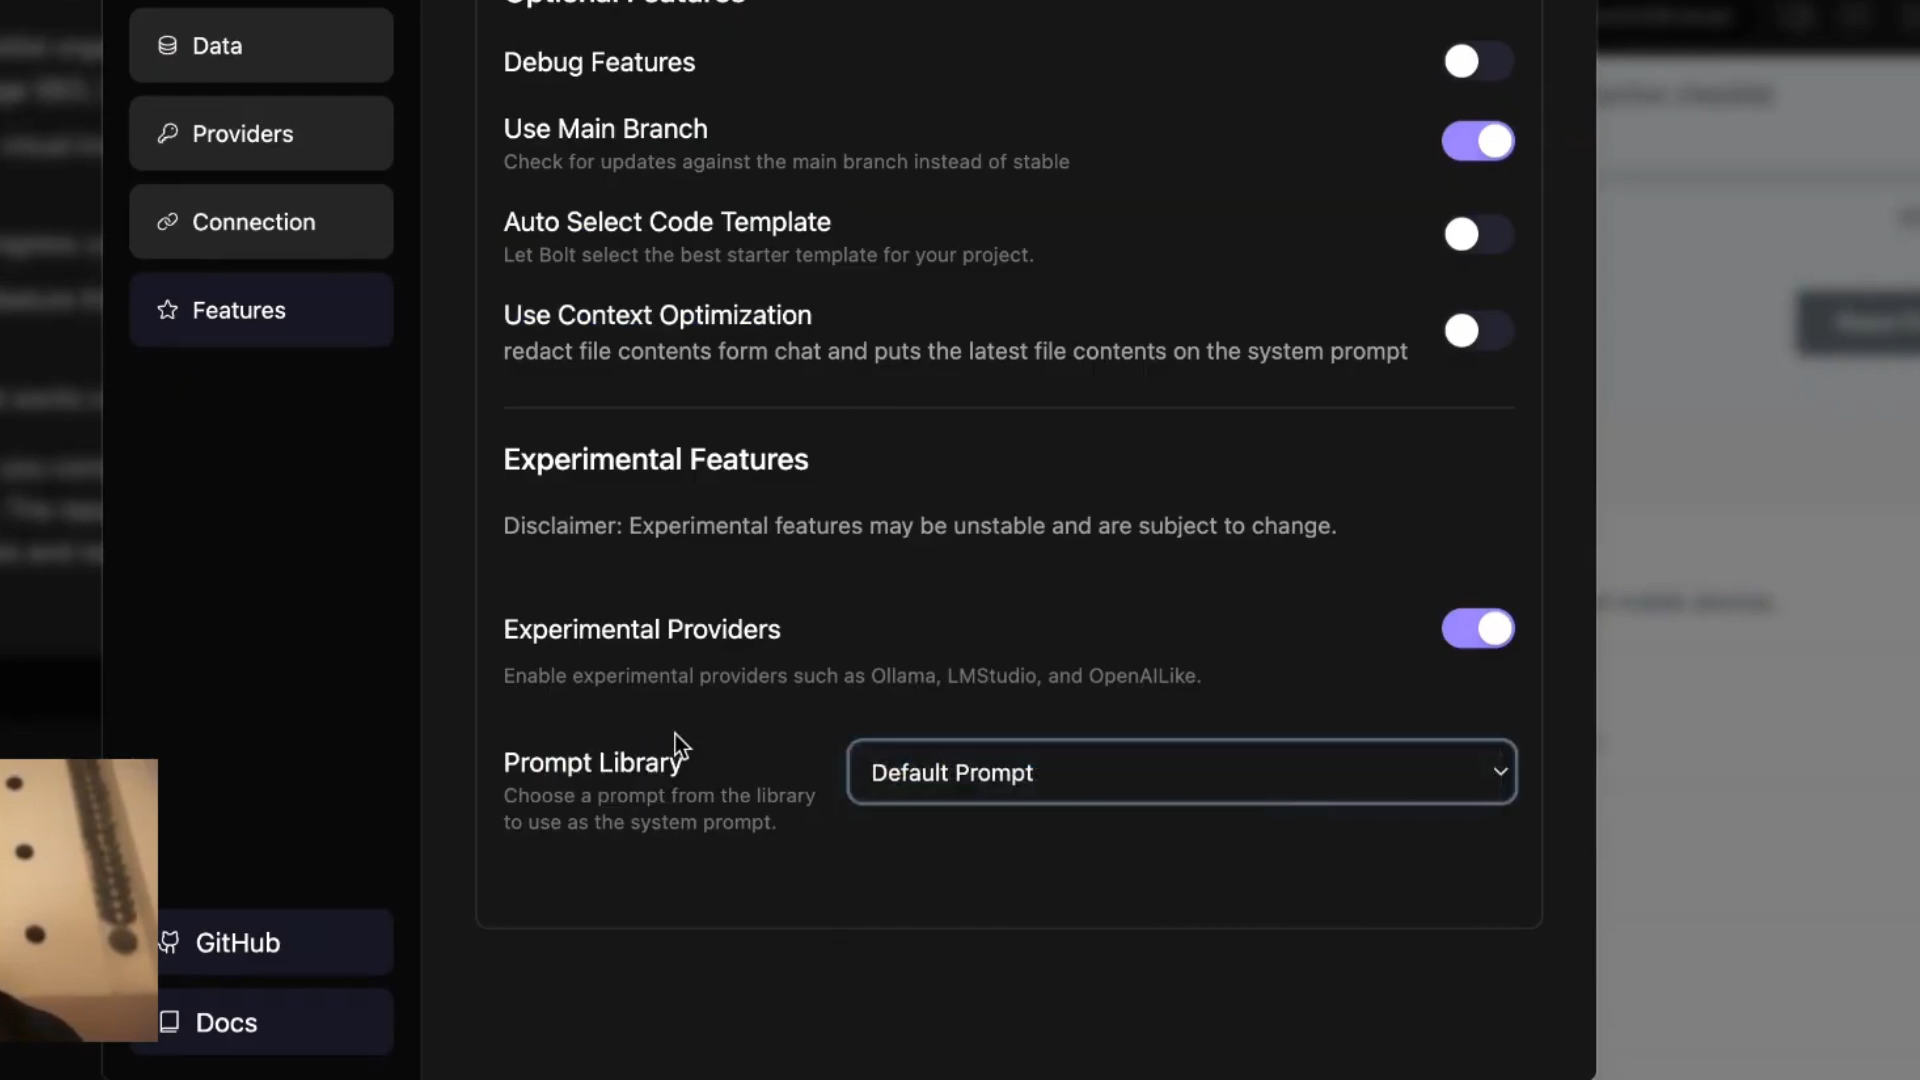 Data
Providers
Connection
Features
GitHub
Docs
Optional Features
Debug Features
Use Main Branch
Check for updates against the main branch instead of stable
Auto Select Code Template
Let Bolt select the best starter template for your project.
Use Context Optimization
redact file contents form chat and puts the latest file contents on the system prompt
Experimental Features
Disclaimer: Experimental features may be unstable and are subject to change.
Experimental Providers
Enable experimental providers such as Ollama, LMStudio, and OpenAILike.
Prompt Library
Choose a prompt from the library
to use as the system prompt.
Default Prompt